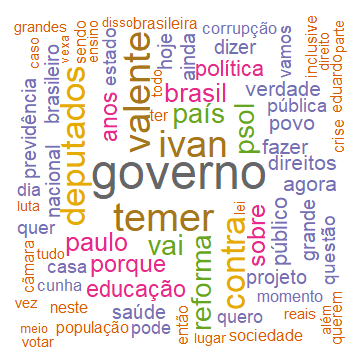 grandes disso brasileira corrupção
caso vexa sendo ensino estado hoje ainda dizer vamos inclusive direito eduardo parte
previdência brasileiro deputados anos valente brasil política verdade
todo ter país psol pública povo
nacional ivan fazer crise esse
dia governo direitos
luta agora
quer temer lei
câmara tudo paulo vai reforma contra sobre público grande questão
casa porque projeto
cunha educação momento
vez neste saúde então quero reais além querem
meio população pode lugar sociedade
votar